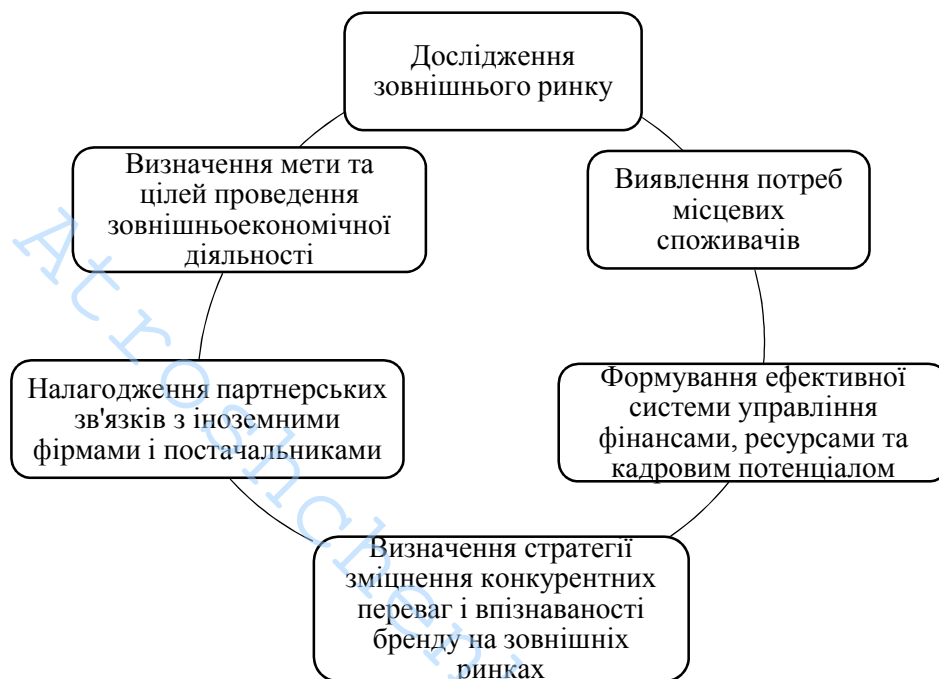 Дослідження
зовнішнього ринку
Виявлення потреб
місцевих
споживачів
Формування ефективної
системи управління
фінансами, ресурсами та
кадровим потенціалом
Визначення стратегії
зміцнення конкурентних
переваг і впізнаваності
бренду на зовнішніх
ринках
Налагодження партнерських
зв'язків з іноземними
фірмами і постачальниками
Визначення мети та
цілей проведення
зовнішньоекономічної
діяльності